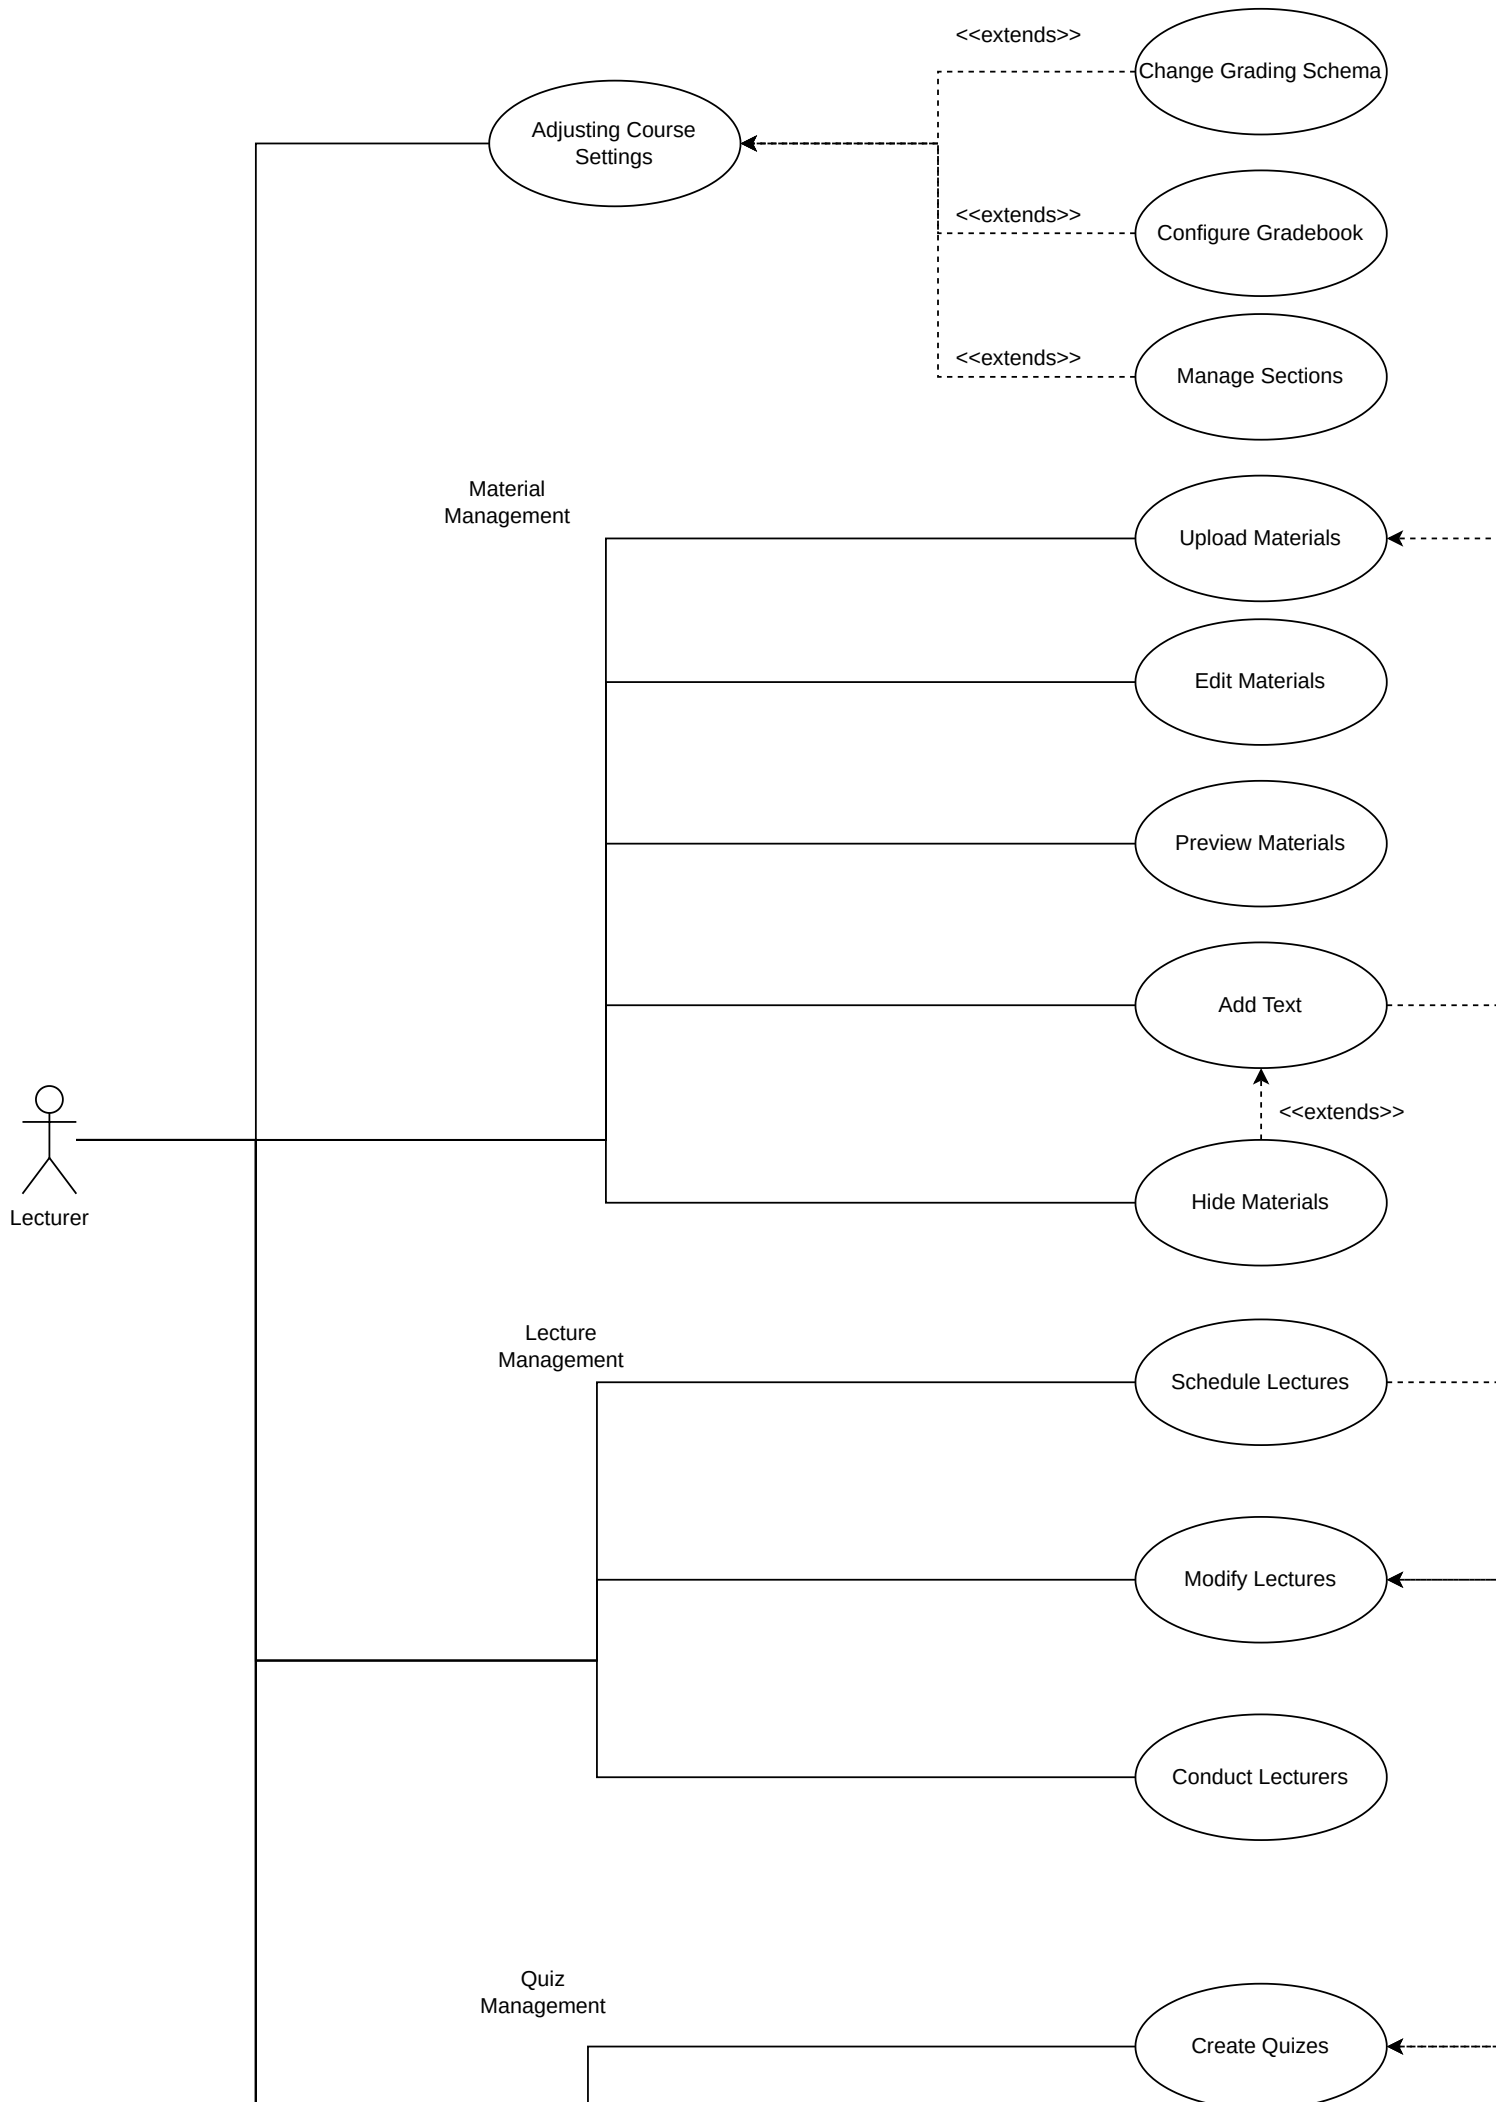 <<extends>>
Change Grading Schema
Adjusting Course
Settings
<<extends>>
Configure Gradebook
<<extends>>
Manage Sections
Material
Management
Upload Materials
Edit Materials
Preview Materials
Add Text
<<extends>>
Hide Materials
Lecturer
Lecture
Management
Schedule Lectures
Modify Lectures
Conduct Lecturers
Quiz
Management
Create Quizes